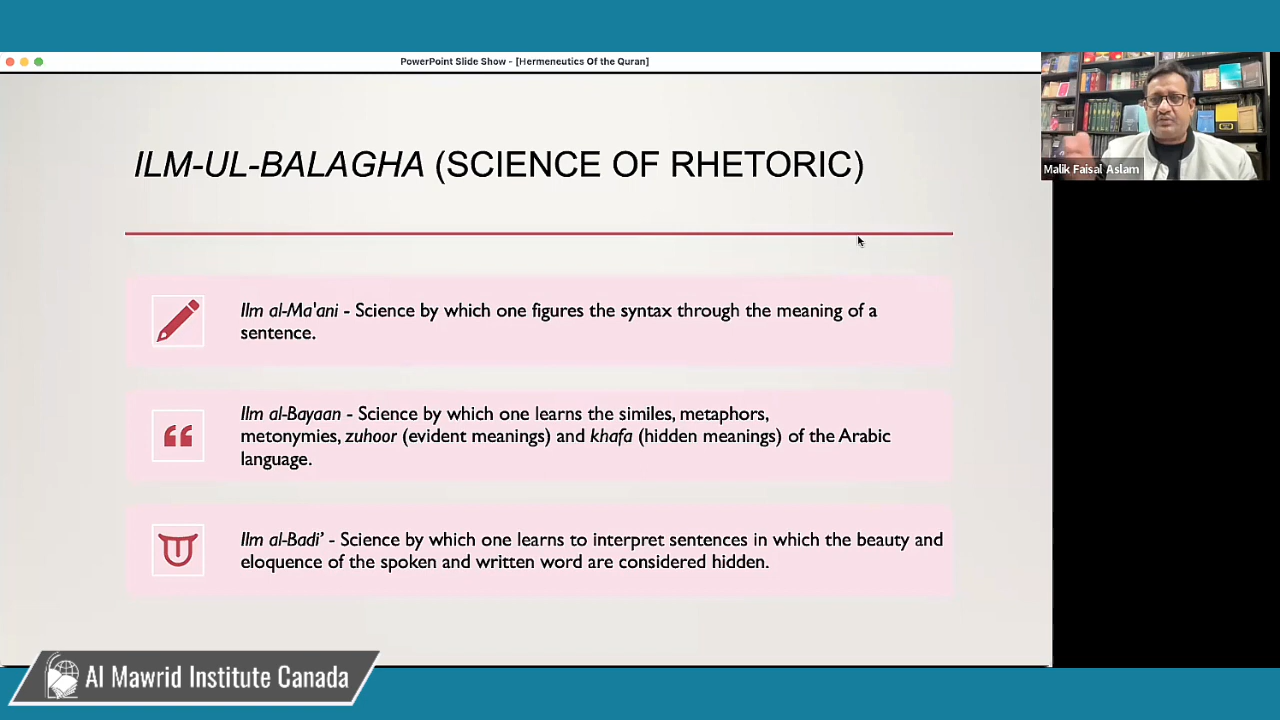 PowerPoint Slide Show - [Hermeneutics Of the Quran]
Malik Faisal Aslam
ILM-UL-BALAGHA (SCIENCE OF RHETORIC)
Ilm al-Ma'ani - Science by which one figures the syntax through the meaning of a
sentence.
Ilm al-Bayaan - Science by which one learns the similes, metaphors,
metonymies, zuhoor (evident meanings) and khafa (hidden meanings) of the Arabic
language.
Ilm al-Badi’ - Science by which one learns to interpret sentences in which the beauty and
eloquence of the spoken and written word are considered hidden.
Al Mawrid Institute Canada